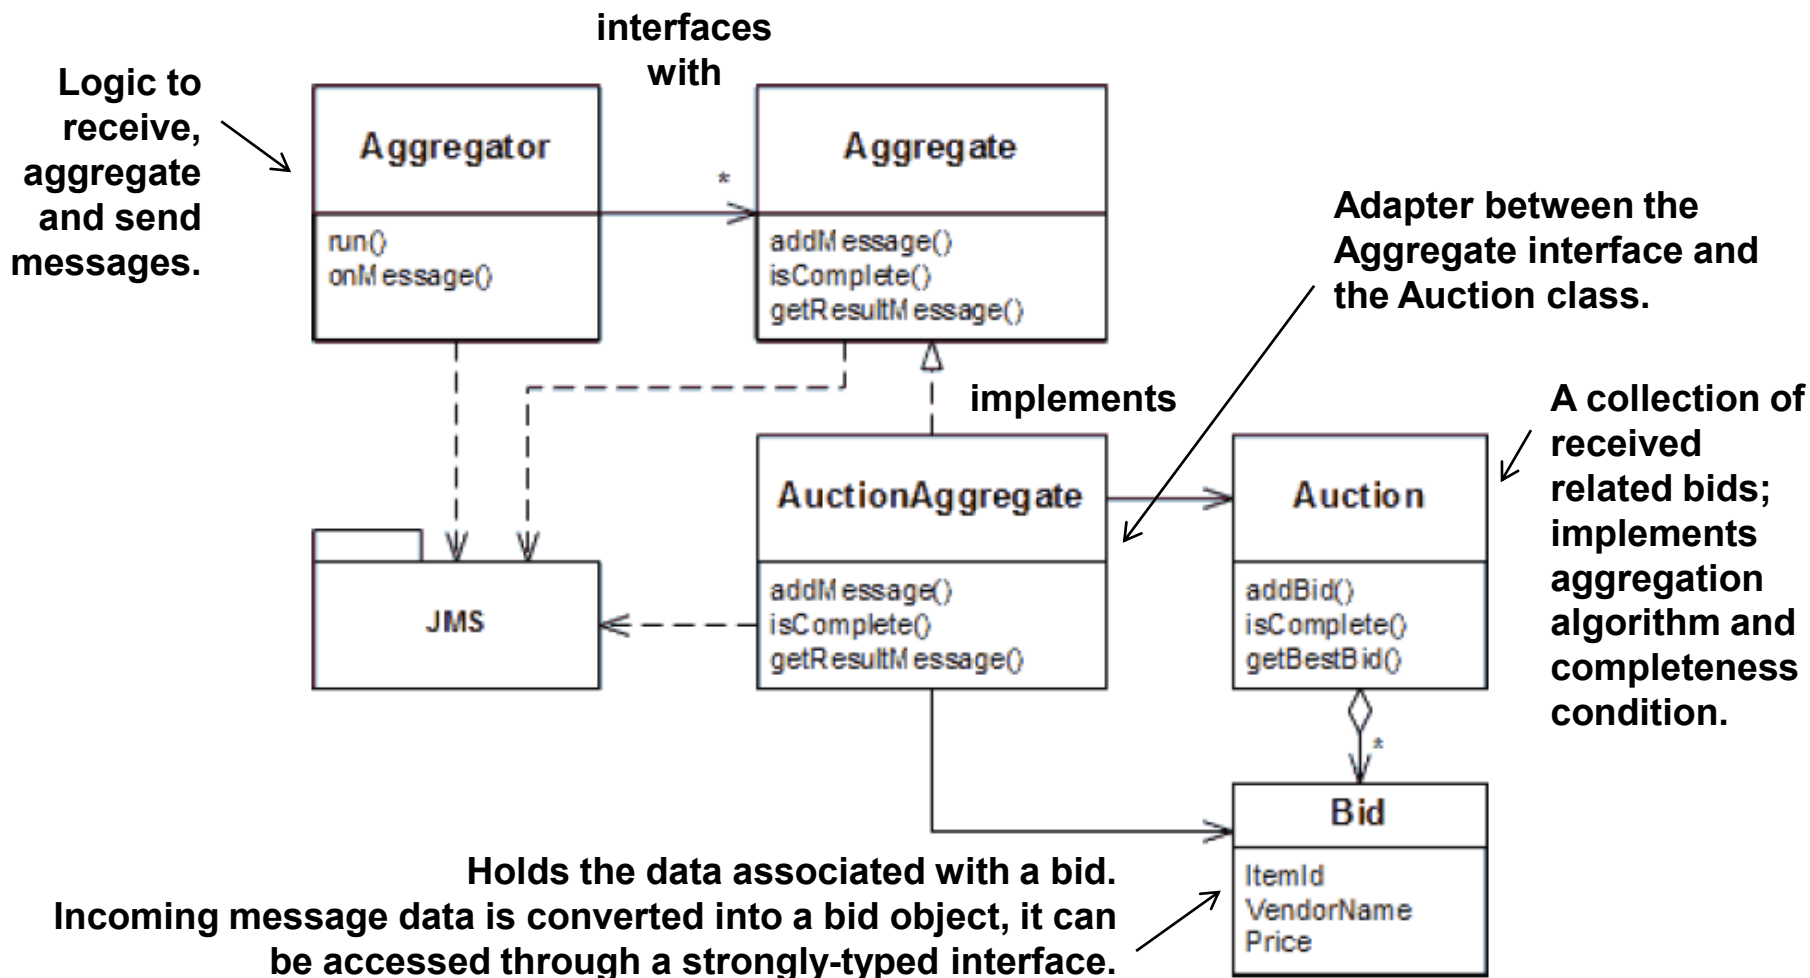 interfaces
with
Logic to
receive,
aggregate
and send
messages.
Aggregator
run()
onMessage()
*
Aggregate
addMessage()
isComplete()
getResultMessage()
Adapter between the
Aggregate interface and
the Auction class.
implements
A collection of
received
related bids;
implements
aggregation
algorithm and
completeness
condition.
JMS
AuctionAggregate
addMessage()
isComplete()
getResultMessage()
Auction
addBid()
isComplete()
getBestBid()
*
Bid
ItemId
VendorName
Price
Holds the data associated with a bid.
Incoming message data is converted into a bid object, it can
be accessed through a strongly-typed interface.